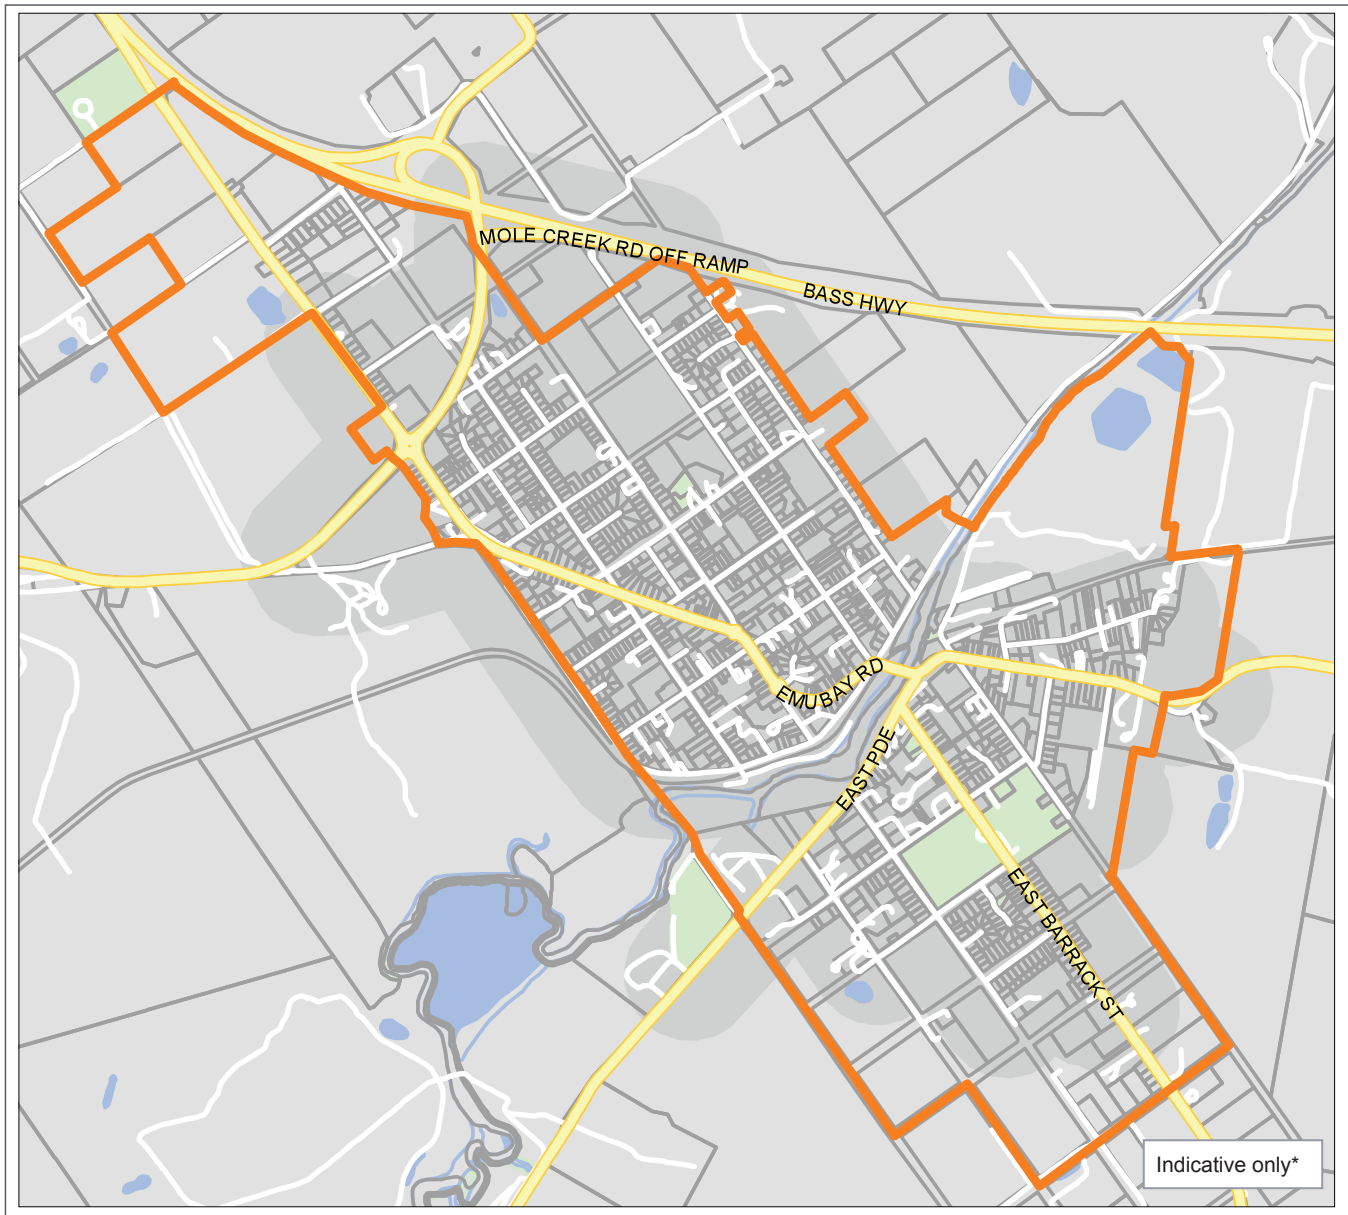 MOLE CREEK RD OFF RAMP
BASS HWY
EMU BAY RD
EAST PDE
EAST BARRACK ST
Indicative only*